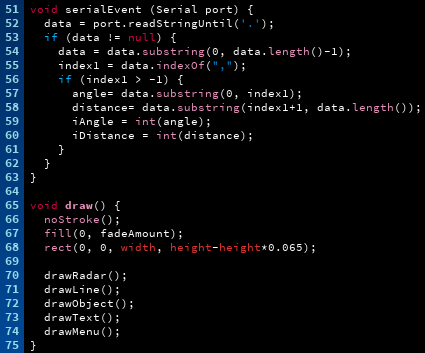 51 void serialEvent (Serial port) {
52   data = port.readStringUntil('.');
53   if (data != null) {
54     data = data.substring(0, data.length()-1);
55     index1 = data.indexOf(",");
56     if (index1 > -1) {
57       angle= data.substring(0, index1);
58       distance= data.substring(index1+1, data.length());
59       iAngle = int(angle);
60       iDistance = int(distance);
61     }
62   }
63 }
64
65 void draw() {
66   noStroke();
67   fill(0, fadeAmount);
68   rect(0, 0, width, height-height*0.065);
69
70   drawRadar();
71   drawLine();
72   drawObject();
73   drawText();
74   drawMenu();
75 }